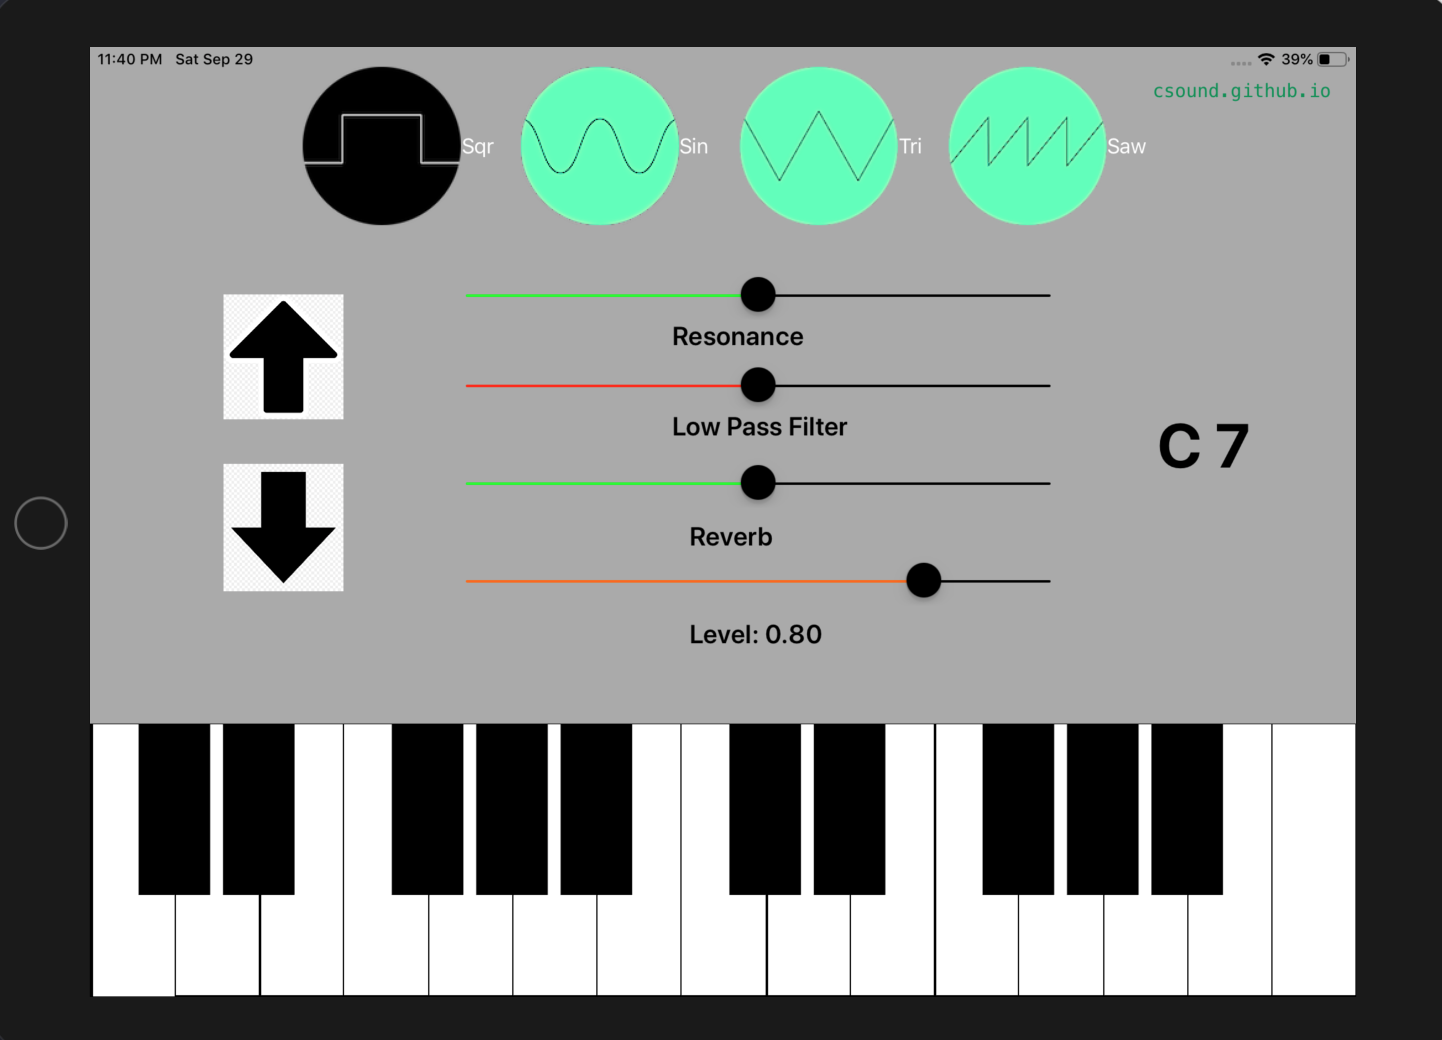 11:40 PM Sat Sep 29
39%
csound.github.io
Sqr
Sin
Tri
Saw
Resonance
Low Pass Filter
C 7
Reverb
Level: 0.80